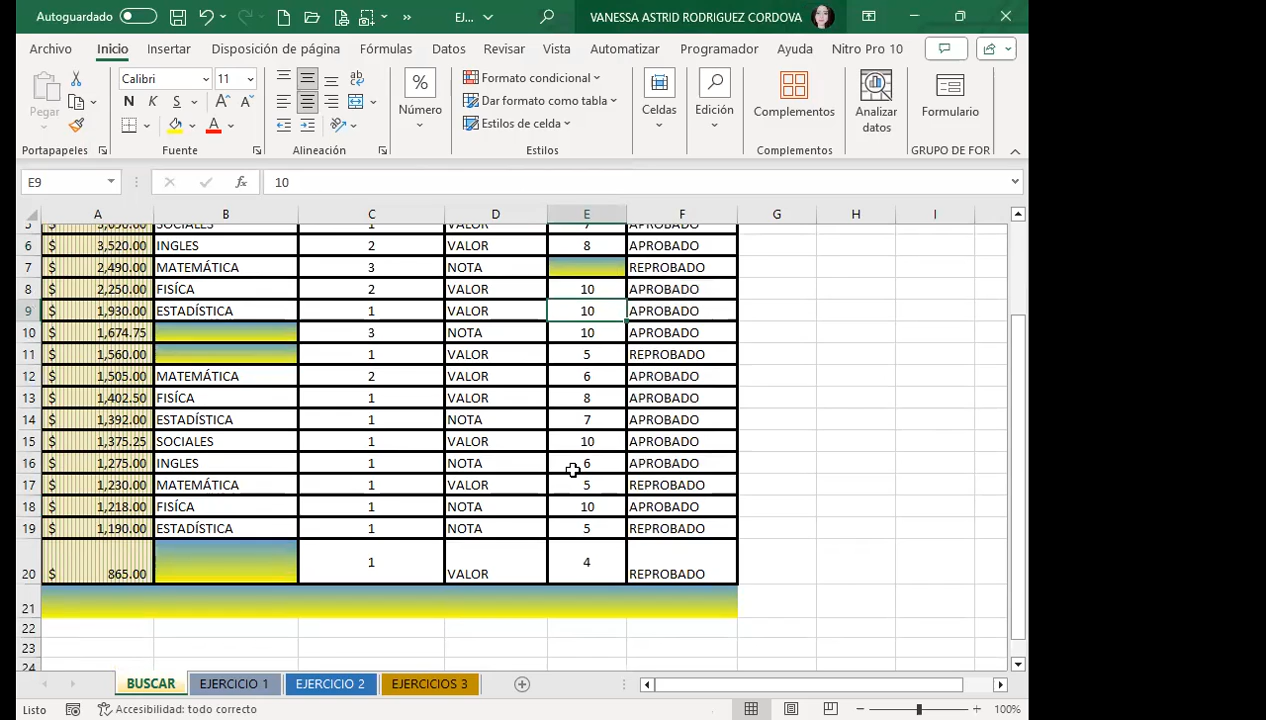 Autoguardado EJ... VANESSA ASTRID RODRIGUEZ CORDOVA
Archivo Inicio Insertar Disposición de página Fórmulas Datos Revisar Vista Automatizar Programador Ayuda Nitro Pro 10
Pegar Calibri 11 ab % Formato condicional Celdas Edición Complementos Analizar datos Formulario
N K S A A Número Dar formato como tabla
A Estilos de celda
Portapapeles Fuente Alineación Estilos Complementos GRUPO DE FOR
E9 fx 10
A B C D E F G H I
6 $ 3,520.00 INGLES 2 VALOR 8 APROBADO
7 $ 2,490.00 MATEMÁTICA 3 NOTA REPROBADO
8 $ 2,250.00 FISÍCA 2 VALOR 10 APROBADO
9 $ 1,930.00 ESTADÍSTICA 1 VALOR 10 APROBADO
10 $ 1,674.75 3 NOTA 10 APROBADO
11 $ 1,560.00 1 VALOR 5 REPROBADO
12 $ 1,505.00 MATEMÁTICA 2 VALOR 6 APROBADO
13 $ 1,402.50 FISÍCA 1 VALOR 8 APROBADO
14 $ 1,392.00 ESTADÍSTICA 1 NOTA 7 APROBADO
15 $ 1,375.25 SOCIALES 1 VALOR 10 APROBADO
16 $ 1,275.00 INGLES 1 NOTA 6 APROBADO
17 $ 1,230.00 MATEMÁTICA 1 VALOR 5 REPROBADO
18 $ 1,218.00 FISÍCA 1 NOTA 10 APROBADO
19 $ 1,190.00 ESTADÍSTICA 1 NOTA 5 REPROBADO
20 $ 865.00 1 VALOR 4 REPROBADO
21
22
23
24
BUSCAR EJERCICIO 1 EJERCICIO 2 EJERCICIOS 3
Listo Accesibilidad: todo correcto 100%